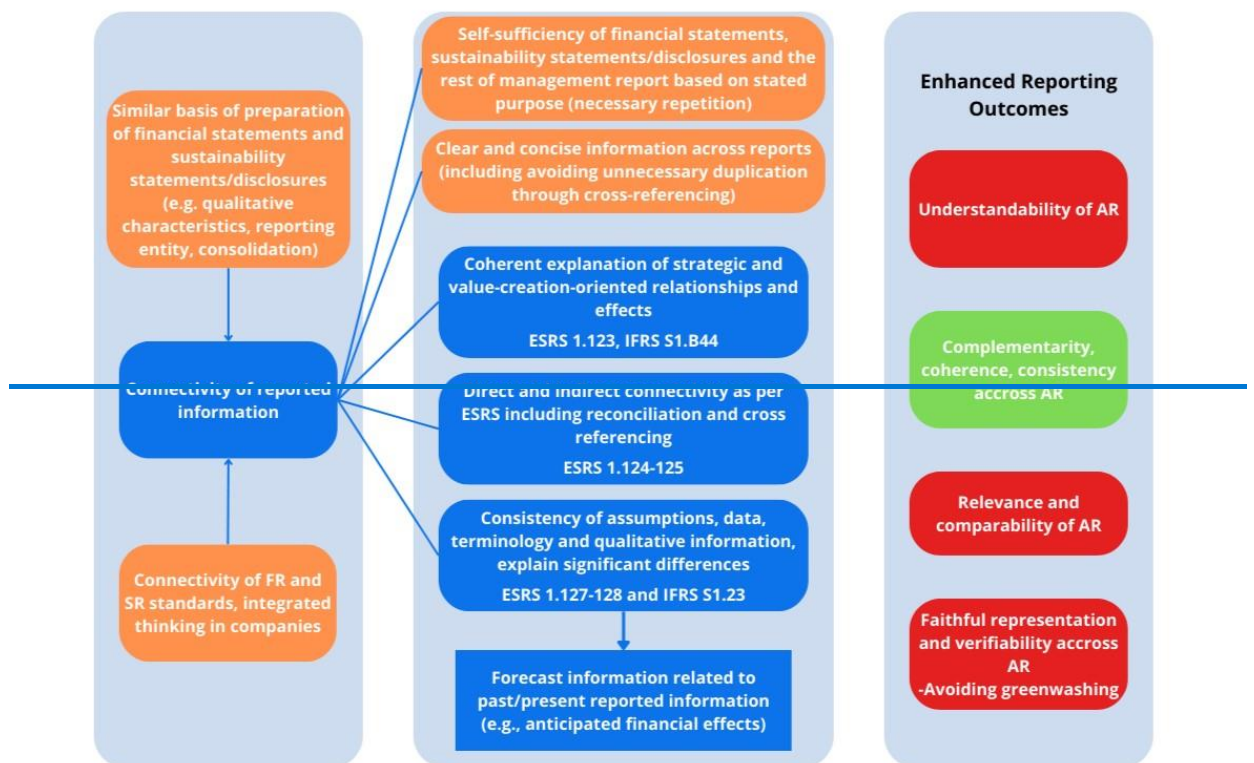 Similar basis of preparation
of financial statements and
sustainability
statements/disclosures
(e.g. qualitative
characteristics, reporting
entity, consolidation)
Connectivity of reported
information
Connectivity of FR and
SR standards, integrated
thinking in companies
Self-sufficiency of financial statements,
sustainability statements/disclosures and the
rest of management report based on stated
purpose (necessary repetition)
Clear and concise information across reports
(including avoiding unnecessary duplication
through cross-referencing)
Coherent explanation of strategic and
value-creation-oriented relationships and
effects
ESRS 1.123, IFRS S1.B44
Direct and Indirect connectivity as per
ESRS including reconciliation and cross
referencing
ESRS 1.124-125
Consistency of assumptions, data,
terminology and qualitative information,
explain significant differences
ESRS 1.127-128 and IFRS S1.23
Forecast information related to
past/present reported information
(e.g., anticipated financial effects)
Enhanced Reporting
Outcomes
Understandability of AR
Complementarity,
coherence, consistency
accross AR
Relevance and
comparability of AR
Faithful representation
and verifiability accross
AR
-Avoiding greenwashing